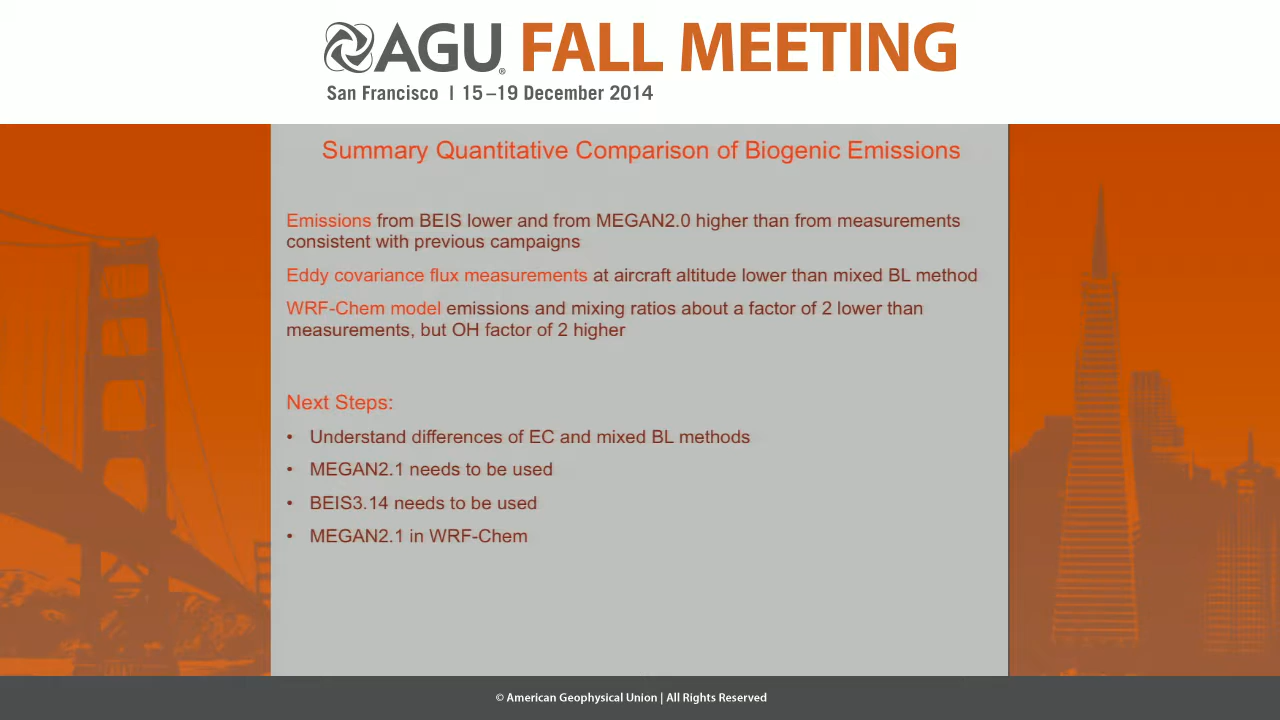 AGU® FALL MEETING
San Francisco | 15–19 December 2014
Summary Quantitative Comparison of Biogenic Emissions
Emissions from BEIS lower and from MEGAN2.0 higher than from measurements
consistent with previous campaigns
Eddy covariance flux measurements at aircraft altitude lower than mixed BL method
WRF-Chem model emissions and mixing ratios about a factor of 2 lower than
measurements, but OH factor of 2 higher
Next Steps:
• Understand differences of EC and mixed BL methods
• MEGAN2.1 needs to be used
• BEIS3.14 needs to be used
• MEGAN2.1 in WRF-Chem
© American Geophysical Union | All Rights Reserved